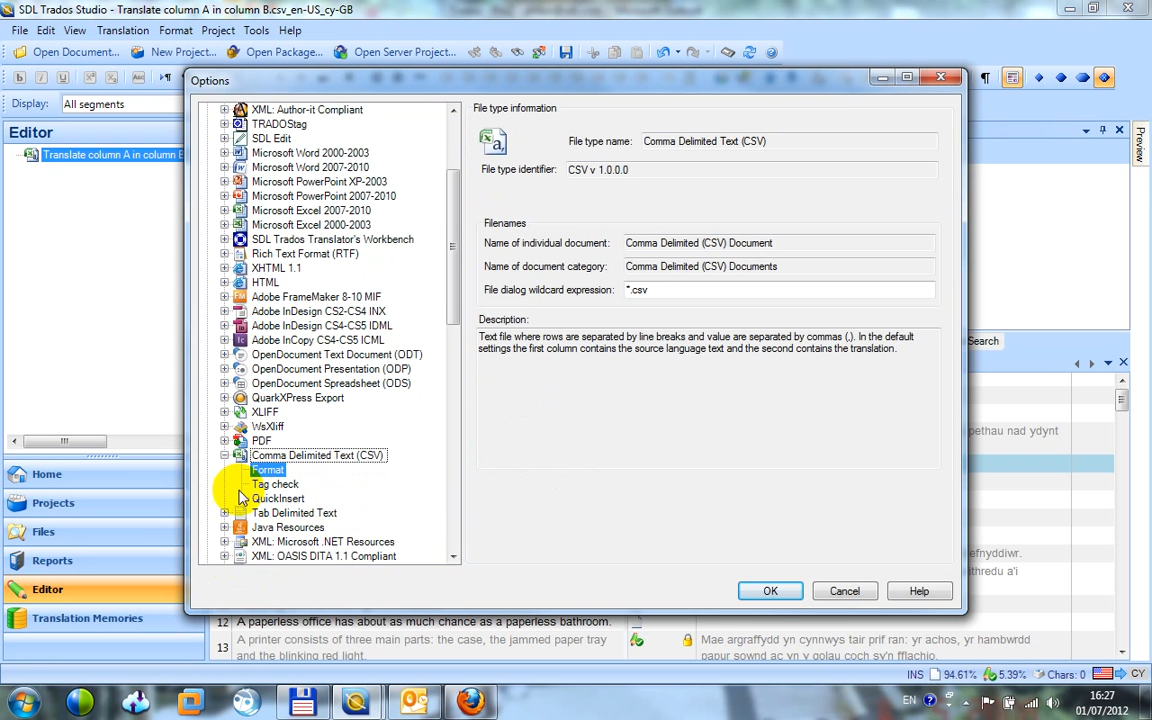 SDL Trados Studio - Translate column A in column B.csv_en-US_cy-GB
File Edit View Translation Format Project Tools Help
Open Document... New Project... Open Package... Open Server Project...
Display: All segments
Editor
Translate column A in column B
Preview
Search
Options
XML: Author-it Compliant
TRADOStag
SDL Edit
Microsoft Word 2000-2003
Microsoft Word 2007-2010
Microsoft PowerPoint XP-2003
Microsoft PowerPoint 2007-2010
Microsoft Excel 2007-2010
Microsoft Excel 2000-2003
SDL Trados Translator's Workbench
Rich Text Format (RTF)
XHTML 1.1
HTML
Adobe FrameMaker 8-10 MIF
Adobe InDesign CS2-CS4 INX
Adobe InDesign CS4-CS5 IDML
Adobe InCopy CS4-CS5 ICML
OpenDocument Text Document (ODT)
OpenDocument Presentation (ODP)
OpenDocument Spreadsheet (ODS)
QuarkXPress Export
XLIFF
WsXliff
PDF
Comma Delimited Text (CSV)
Format
Tag check
QuickInsert
Tab Delimited Text
Java Resources
XML: Microsoft .NET Resources
XML: OASIS DITA 1.1 Compliant
File type information
File type name: Comma Delimited Text (CSV)
File type identifier: CSV v 1.0.0.0
Filenames
Name of individual document: Comma Delimited (CSV) Document
Name of document category: Comma Delimited (CSV) Documents
File dialog wildcard expression: *.csv
Description:
Text file where rows are separated by line breaks and value are separated by commas (,). In the default
settings the first column contains the source language text and the second contains the translation.
OK Cancel Help
pethau nad ydynt
efnyddiwr.
ithredu a'i
Home
Projects
Files
Reports
Editor
Translation Memories
12 A paperless office has about as much chance as a paperless bathroom.
13 A printer consists of three main parts: the case, the jammed paper tray
and the blinking red light.
Mae argraffydd yn cynnwys tair prif ran: yr achos, yr hambwrdd
papur sownd ac yn y golau coch sy'n fflachio.
INS 94.61% 5.39% Chars: 0 CY
EN 16:27
01/07/2012